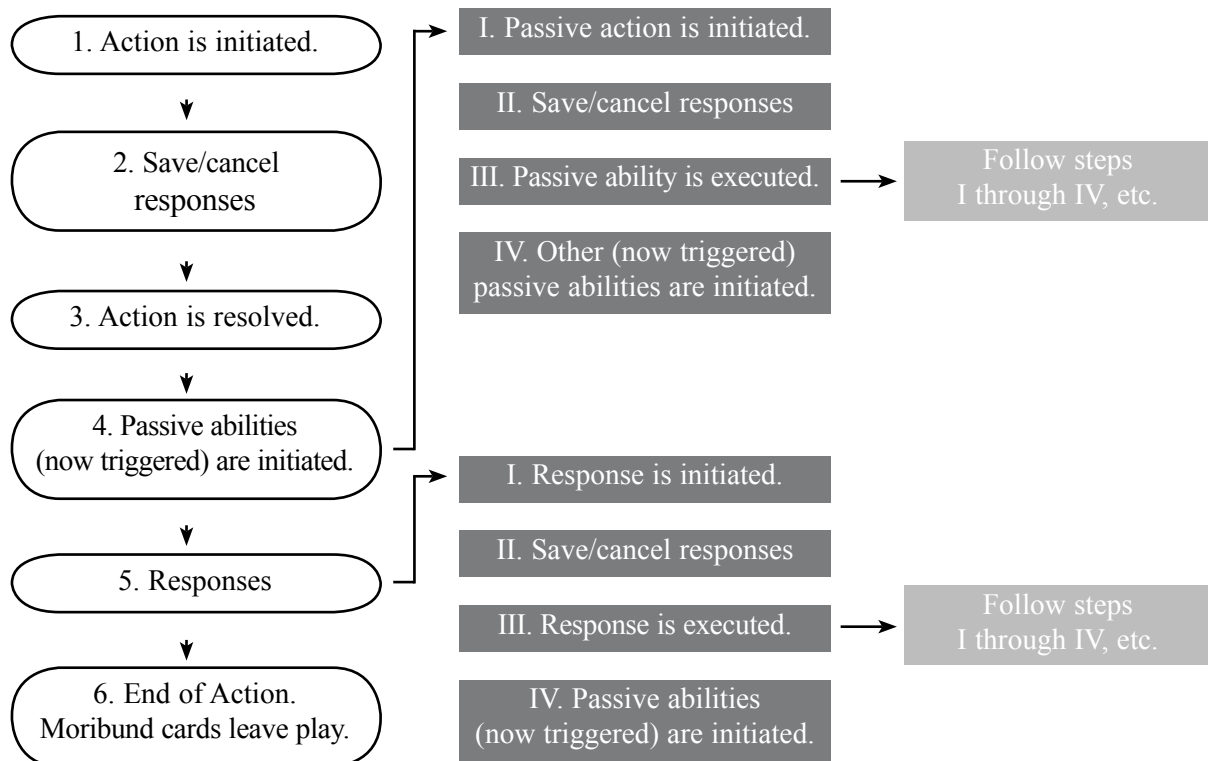 1. Action is initiated.
2. Save/cancel
responses
3. Action is resolved.
4. Passive abilities
(now triggered) are initiated.
5. Responses
6. End of Action.
Moribund cards leave play.
I. Passive action is initiated.
II. Save/cancel responses
III. Passive ability is executed.
IV. Other (now triggered)
passive abilities are initiated.
Follow steps
I through IV, etc.
I. Response is initiated.
II. Save/cancel responses
III. Response is executed.
IV. Passive abilities
(now triggered) are initiated.
Follow steps
I through IV, etc.